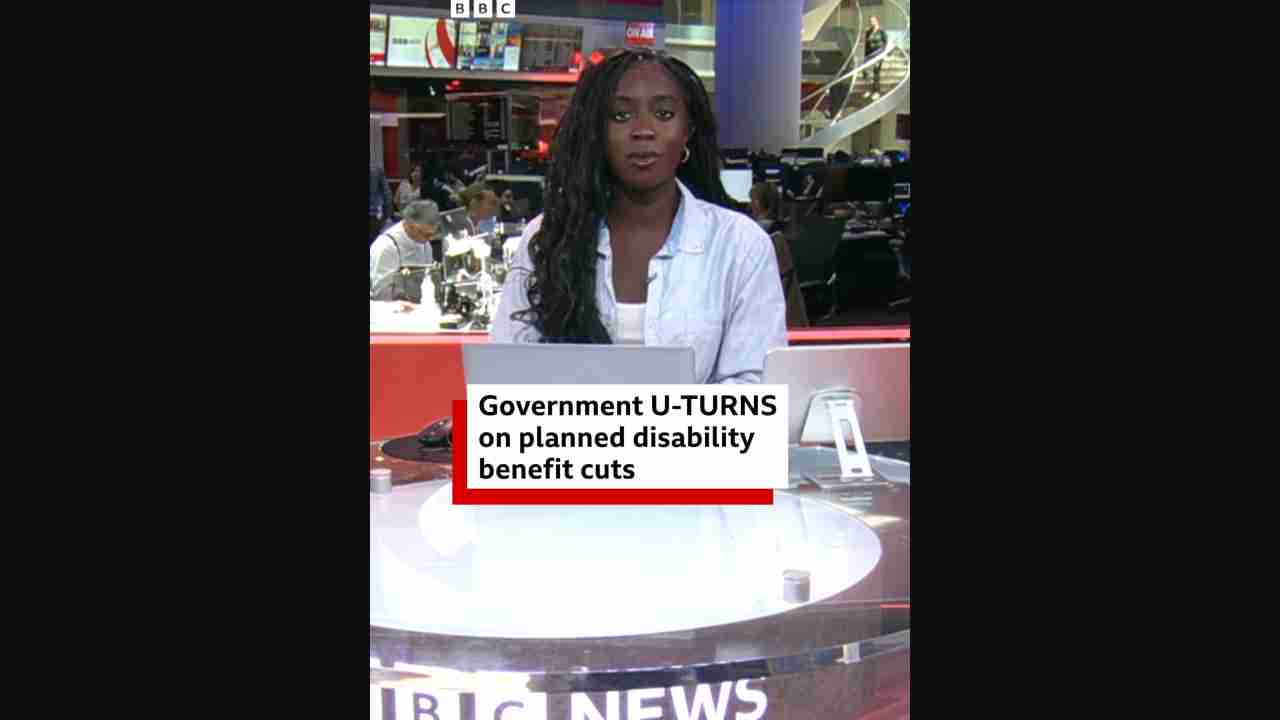 BBC
Government U-TURNS
on planned disability
benefit cuts
BBC NEWS